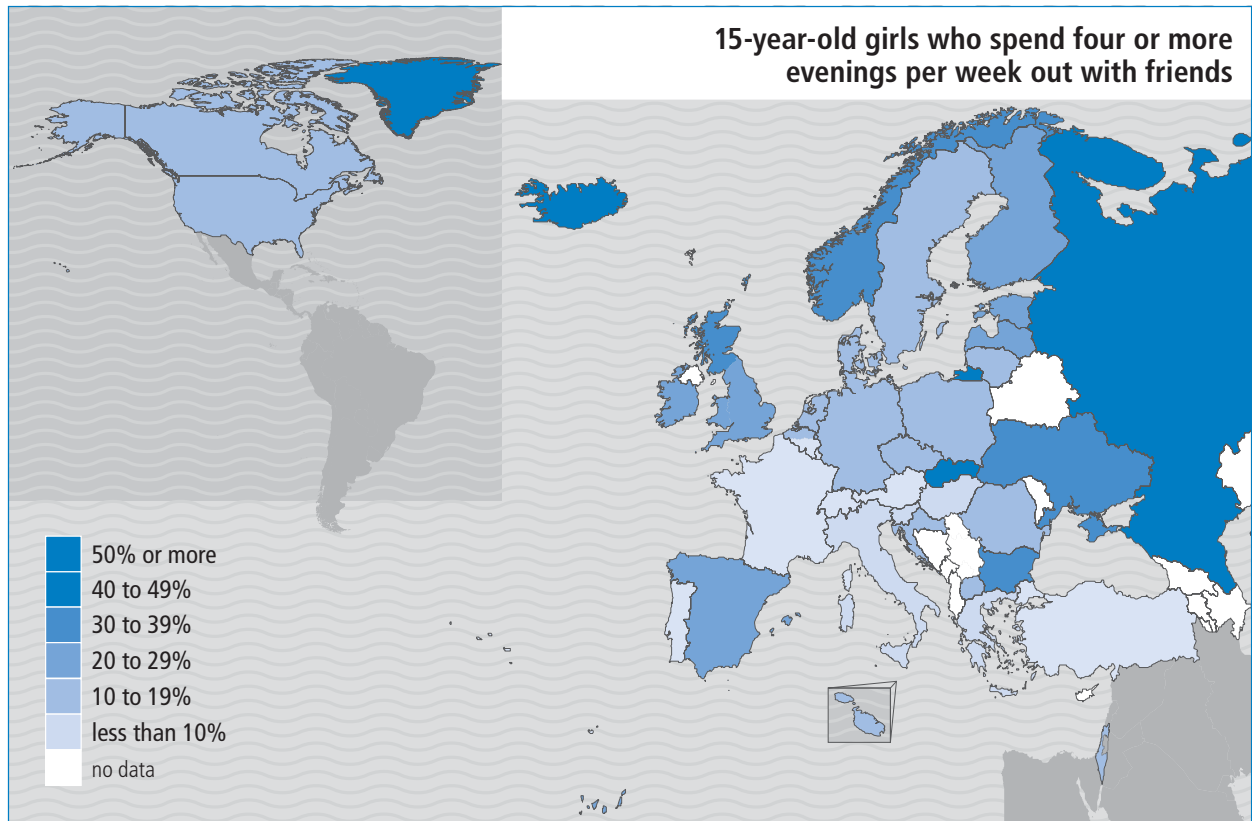 15-year-old girls who spend four or more
evenings per week out with friends
50% or more
40 to 49%
30 to 39%
20 to 29%
10 to 19%
less than 10%
no data